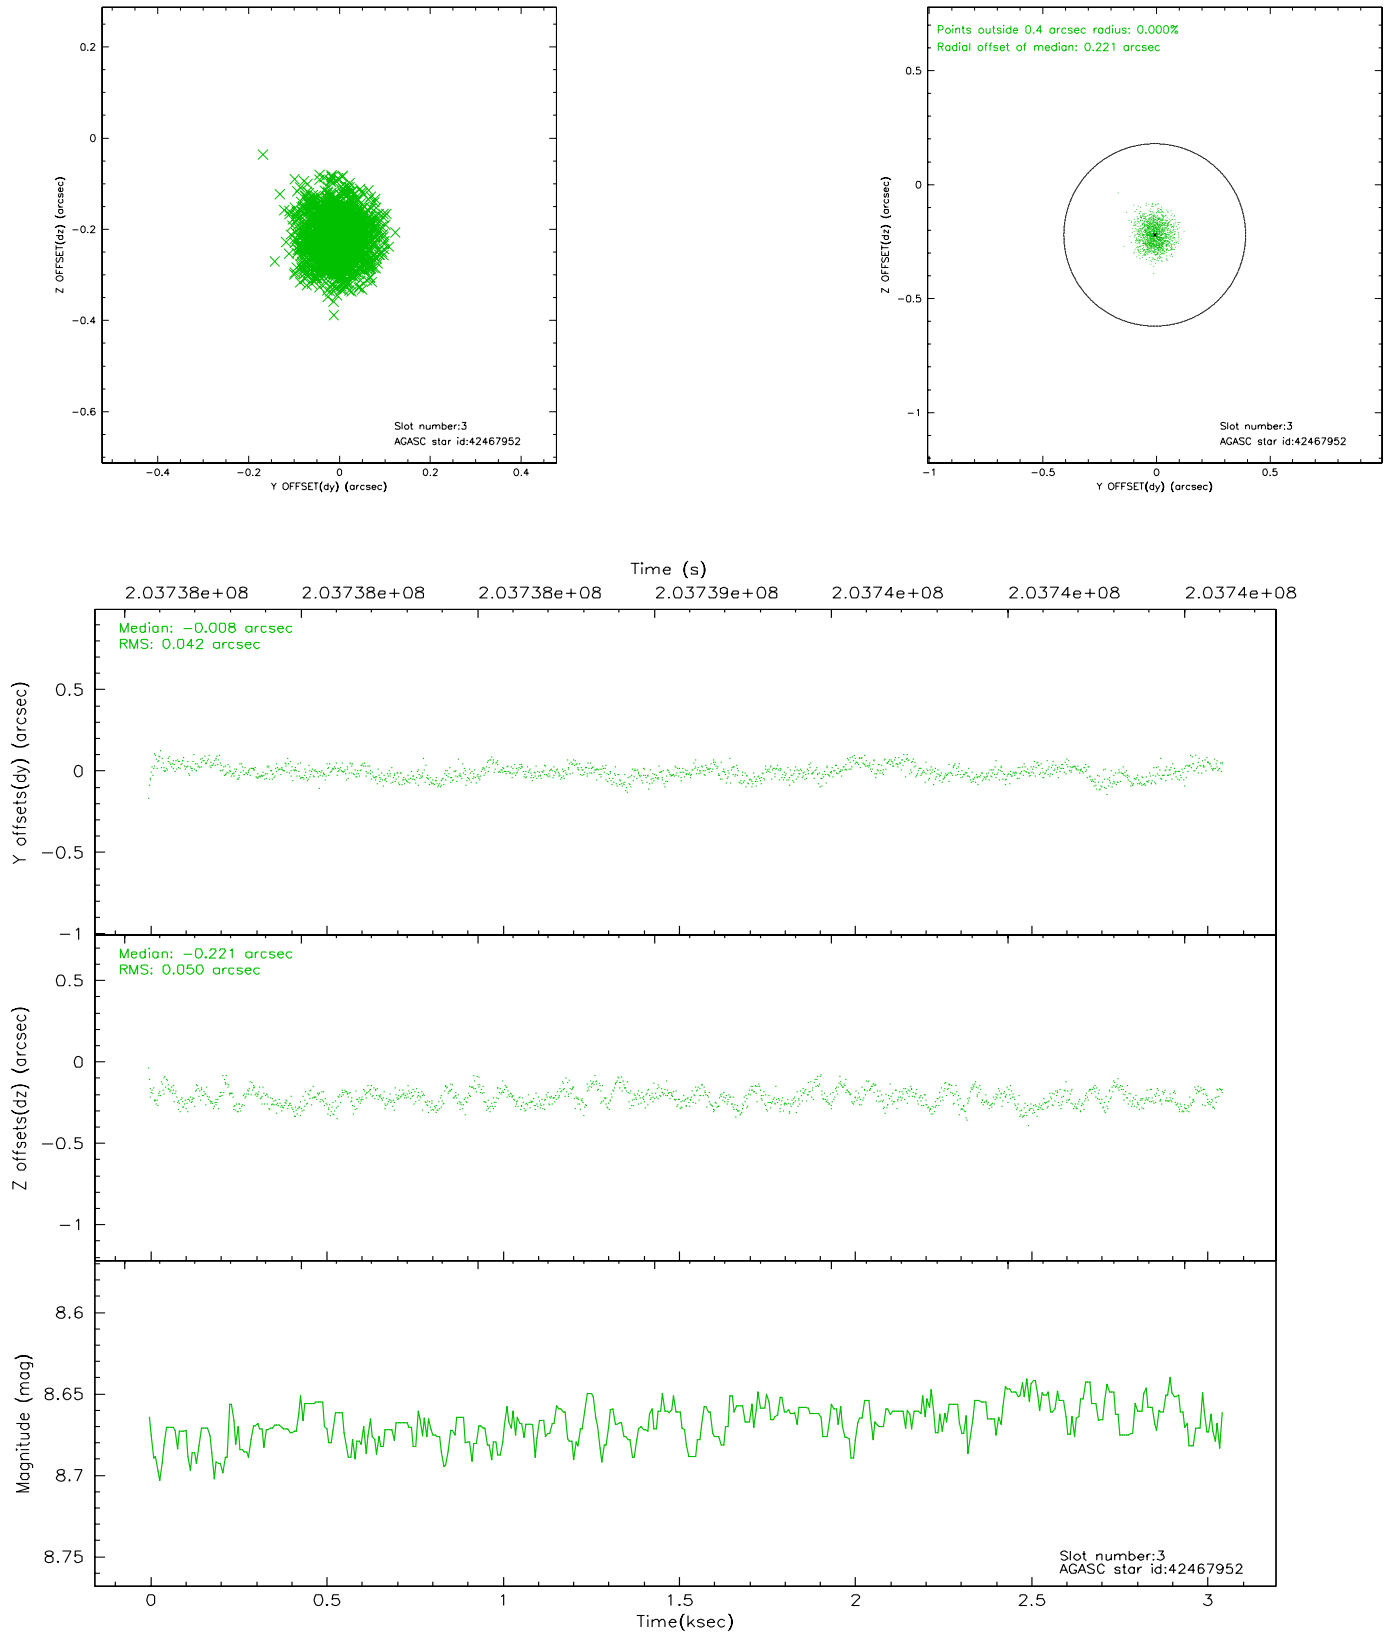 0.2
0
−0.2
−0.4
−0.6
Z OFFSET(dz) (arcsec)
−0.4 −0.2 0 0.2 0.4
Y OFFSET(dy) (arcsec)
Slot number:3
AGASC star id:42467952
Points outside 0.4 arcsec radius: 0.000%
Radial offset of median: 0.221 arcsec
0.5
0
−0.5
−1
Z OFFSET(dz) (arcsec)
−1 −0.5 0 0.5
Y OFFSET(dy) (arcsec)
Slot number:3
AGASC star id:42467952
Time (s)
2.03738e+08 2.03738e+08 2.03738e+08 2.03739e+08 2.0374e+08 2.0374e+08 2.0374e+08
Median: −0.008 arcsec
RMS: 0.042 arcsec
0.5
0
−0.5
−1
Y offsets(dy) (arcsec)
Median: −0.221 arcsec
RMS: 0.050 arcsec
0.5
0
−0.5
−1
Z offsets(dz) (arcsec)
8.6
8.65
8.7
8.75
Magnitude (mag)
Slot number:3
AGASC star id:42467952
0 0.5 1 1.5 2 2.5 3
Time(ksec)